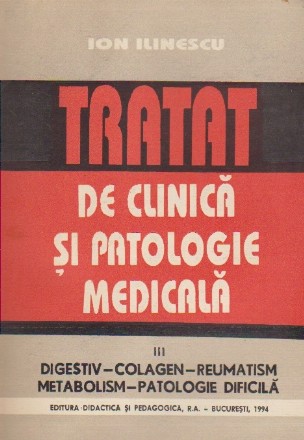 ION ILINESCU
TRATAT
DE CLINICĂ
ȘI PATOLOGIE
MEDICALĂ
III
DIGESTIV-COLAGEN-REUMATISM
METABOLISM-PATOLOGIE DIFICILĂ
EDITURA DIDACTICĂ ȘI PEDAGOGICĂ, R.A. - BUCUREȘTI, 1994